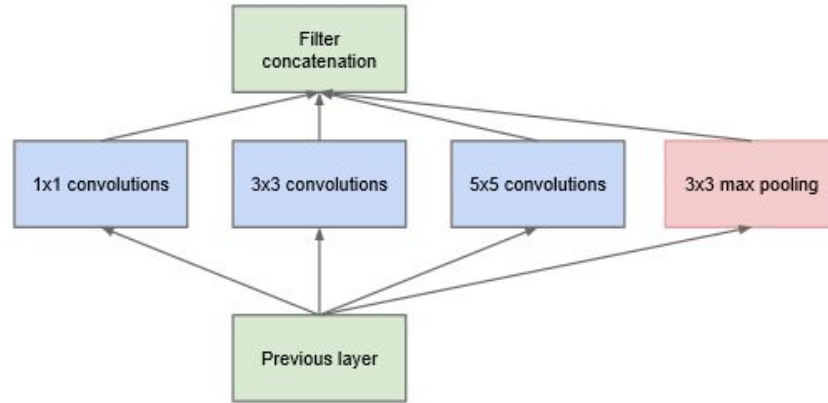 Filter
concatenation
1x1 convolutions
3x3 convolutions
5x5 convolutions
3x3 max pooling
Previous layer